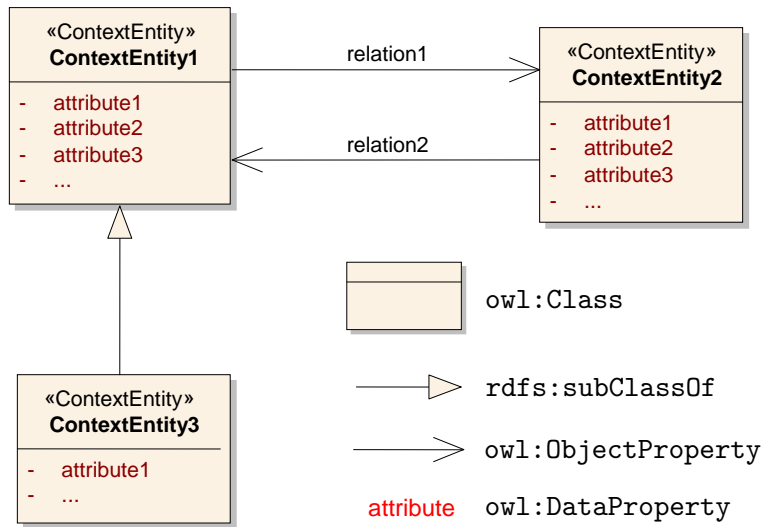 «ContextEntity»
ContextEntity1
- attribute1
- attribute2
- attribute3
- ...
relation1
relation2
«ContextEntity»
ContextEntity2
- attribute1
- attribute2
- attribute3
- ...
«ContextEntity»
ContextEntity3
- attribute1
- ...
owl:Class
rdfs:subClassOf
owl:ObjectProperty
attribute owl:DataProperty